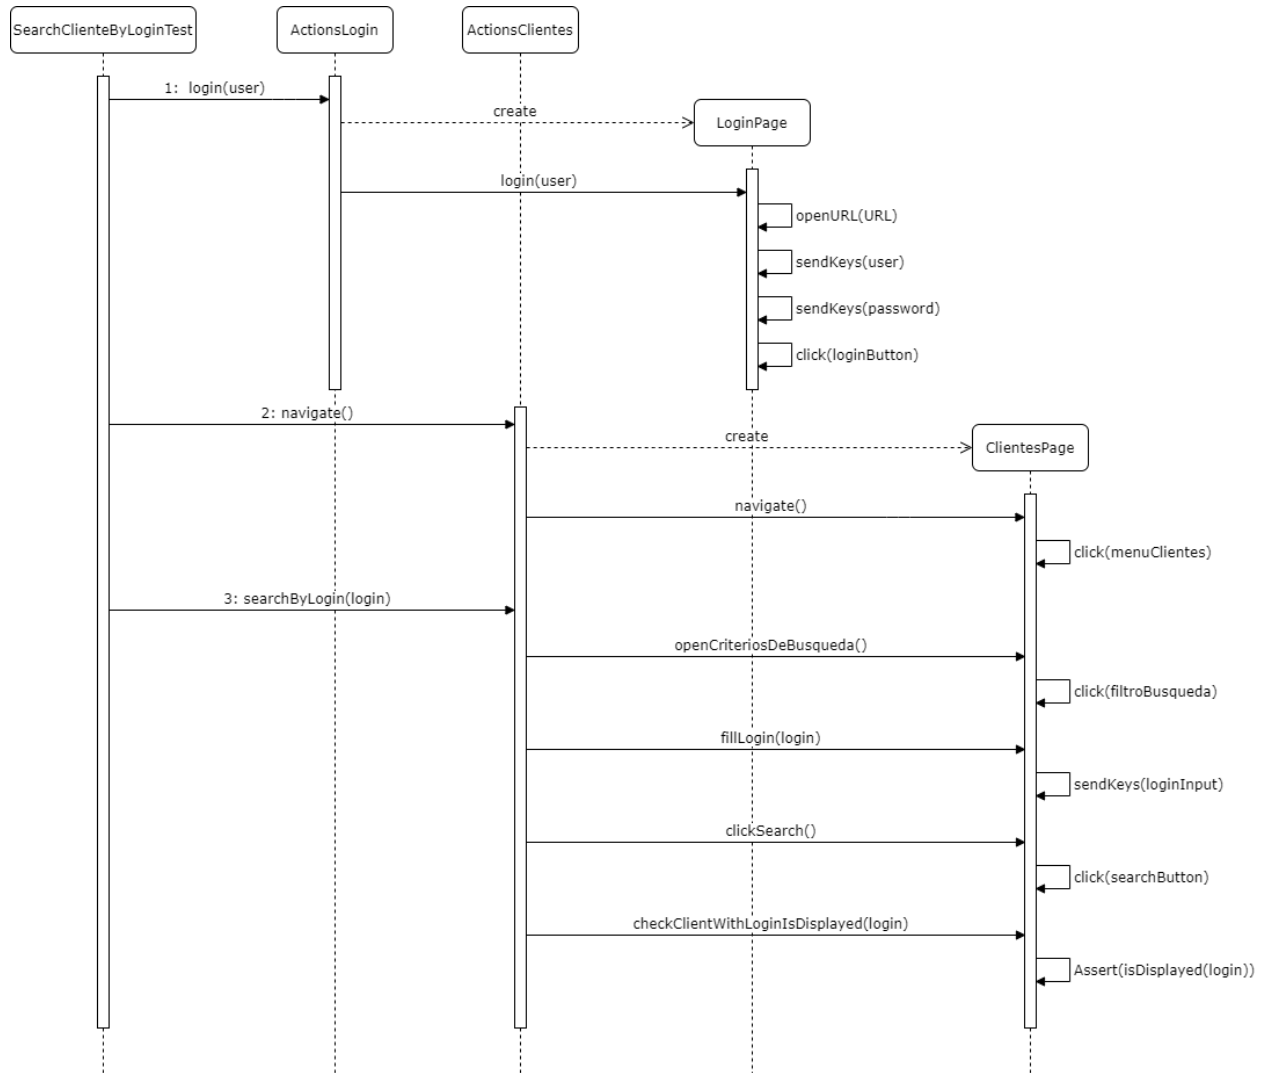 SearchClienteByLoginTest
ActionsLogin
ActionsClientes
1: login(user)
create
LoginPage
login(user)
openURL(URL)
sendKeys(user)
sendKeys(password)
click(loginButton)
2: navigate()
create
ClientesPage
navigate()
click(menuClientes)
3: searchByLogin(login)
openCriteriosDeBusqueda()
click(filtroBusqueda)
fillLogin(login)
sendKeys(loginInput)
clickSearch()
click(searchButton)
checkClientWithLoginIsDisplayed(login)
Assert(isDisplayed(login))